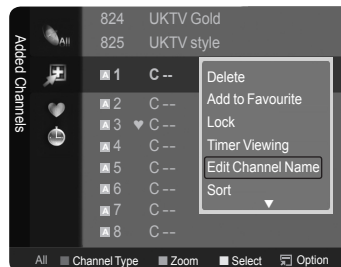 Added Channels
All
824 UKTV Gold
825 UKTV style
A 1 C --
A 2 C --
A 3 ♥ C --
A 4 C --
A 5 C --
A 6 C --
A 7 C --
A 8 C --
Delete
Add to Favourite
Lock
Timer Viewing
Edit Channel Name
Sort
▼
All Channel Type Zoom Select Option